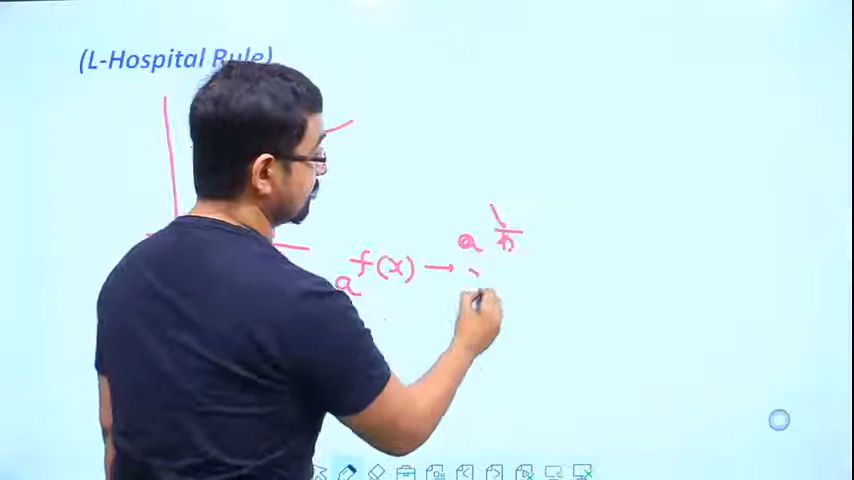 (L-Hospital Rule)
a^f(x) → a^1/h